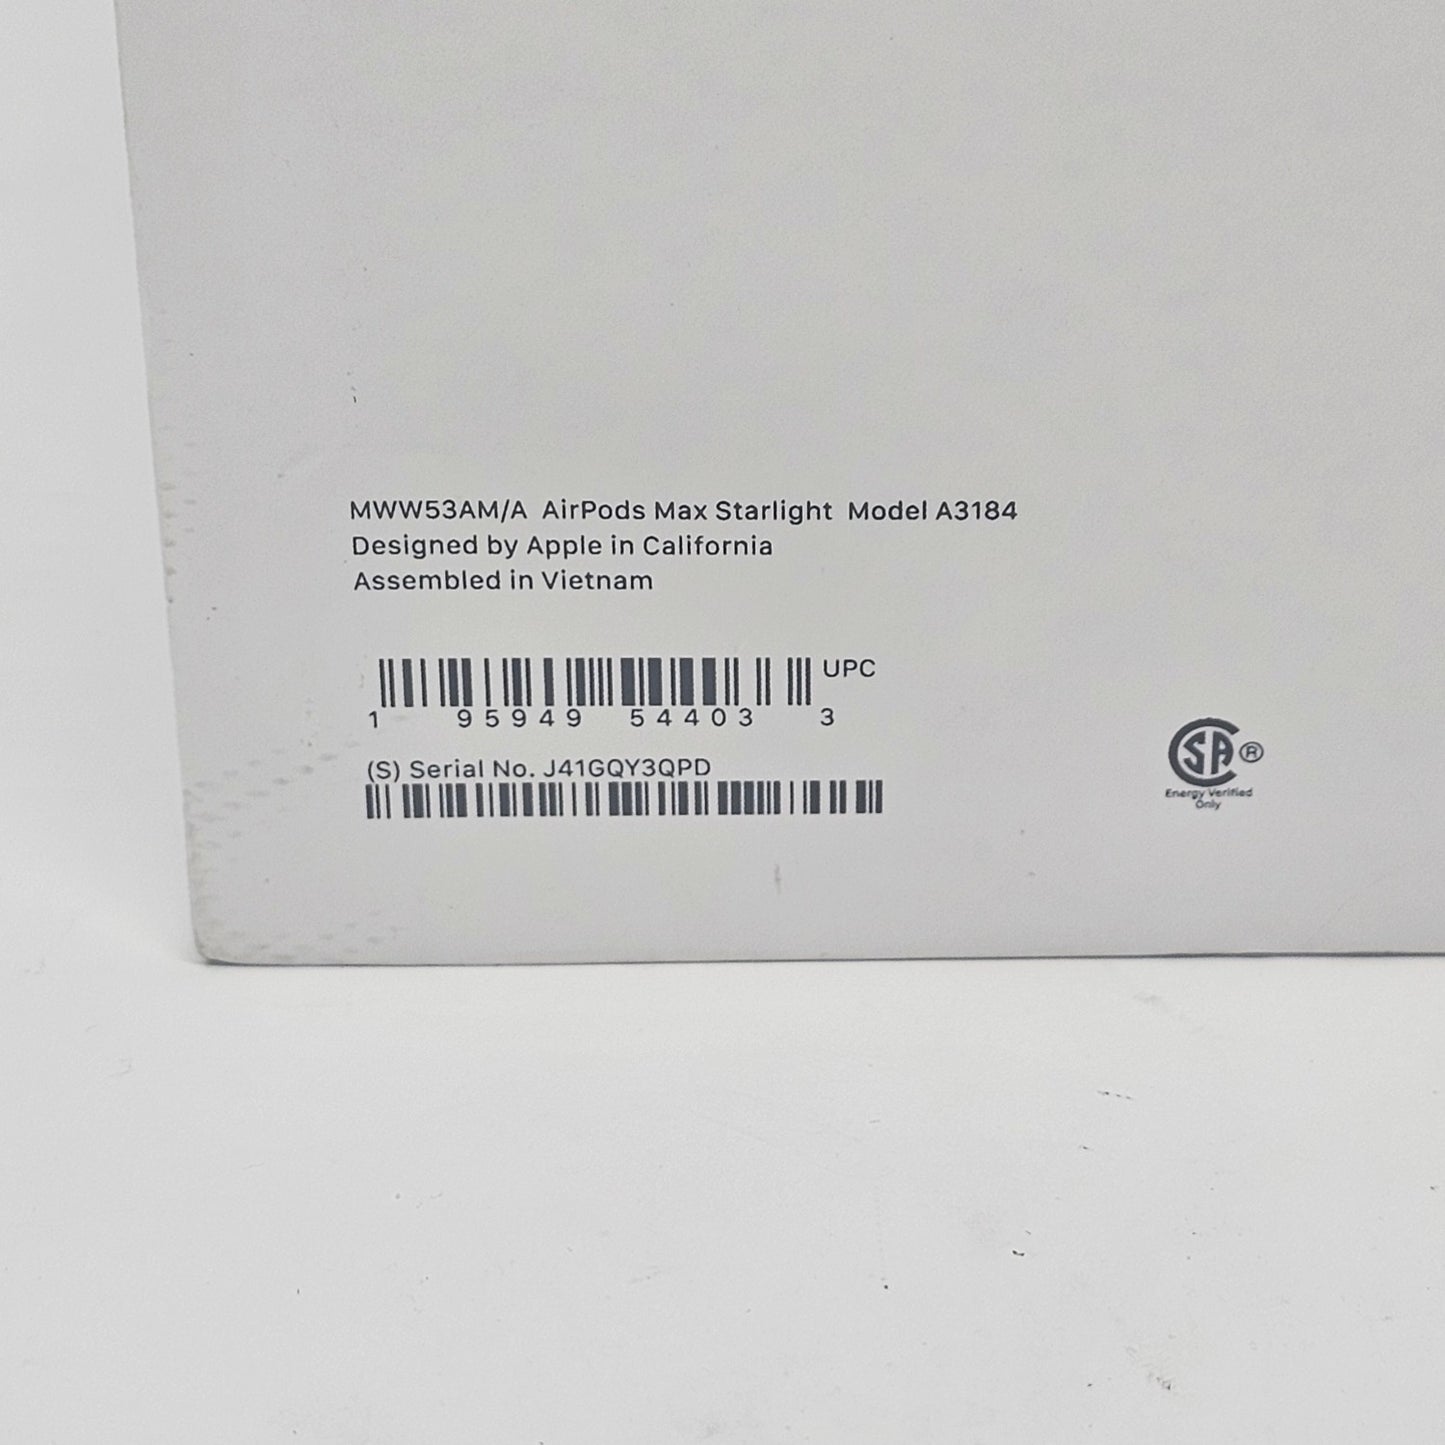 MWW53AM/A AirPods Max Starlight Model A3184
Designed by Apple in California
Assembled in Vietnam
UPC
1 95949 54403 3
(S) Serial No. J41GQY3QPD
SA ®
Energy Verified
Only